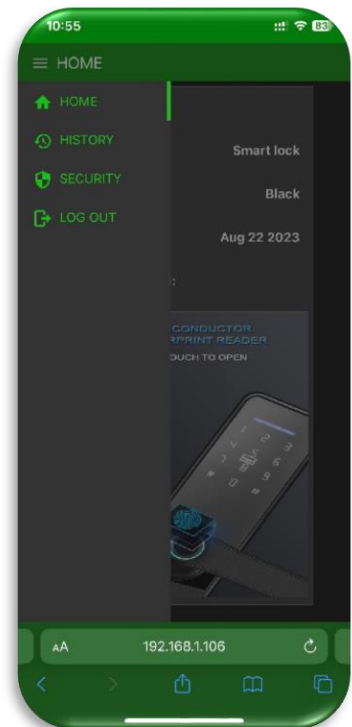 10:55
83
HOME
HOME
HISTORY
SECURITY
LOG OUT
Smart lock
Black
Aug 22 2023
:
CONDUCTOR
RPRINT READER
OUCH TO OPEN
AA
192.168.1.106